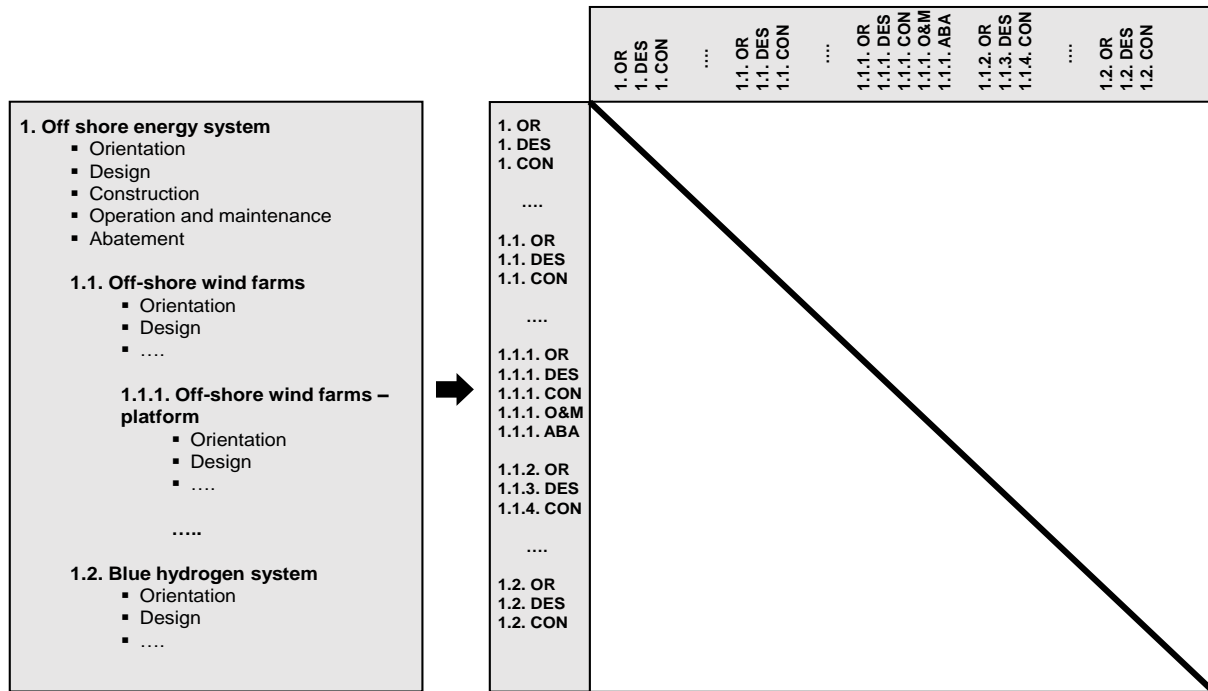 1. OR
1. DES
1. CON
....
1.1. OR
1.1. DES
1.1. CON
....
1.1.1. OR
1.1.1. DES
1.1.1. CON
1.1.1. O&M
1.1.1. ABA
1.1.2. OR
1.1.3. DES
1.1.4. CON
....
1.2. OR
1.2. DES
1.2. CON
1. Off shore energy system
▪ Orientation
▪ Design
▪ Construction
▪ Operation and maintenance
▪ Abatement
1.1. Off-shore wind farms
▪ Orientation
▪ Design
▪ ....
1.1.1. Off-shore wind farms –
platform
▪ Orientation
▪ Design
▪ ....
.....
1.2. Blue hydrogen system
▪ Orientation
▪ Design
▪ ....
1. OR
1. DES
1. CON
....
1.1. OR
1.1. DES
1.1. CON
....
1.1.1. OR
1.1.1. DES
1.1.1. CON
1.1.1. O&M
1.1.1. ABA
1.1.2. OR
1.1.3. DES
1.1.4. CON
....
1.2. OR
1.2. DES
1.2. CON